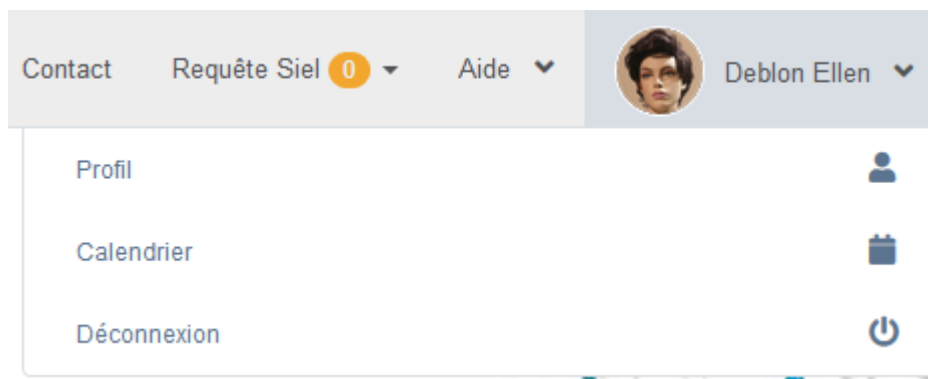 Contact Requête Siel 0 Aide Deblon Ellen
Profil
Calendrier
Déconnexion